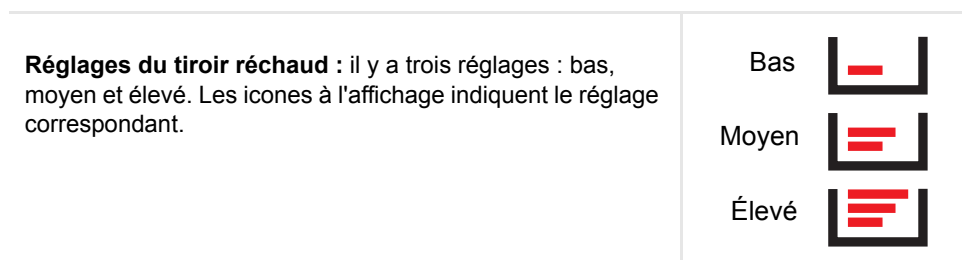 Réglages du tiroir réchaud : il y a trois réglages : bas,
moyen et élevé. Les icones à l'affichage indiquent le réglage
correspondant.
Bas
Moyen
Élevé